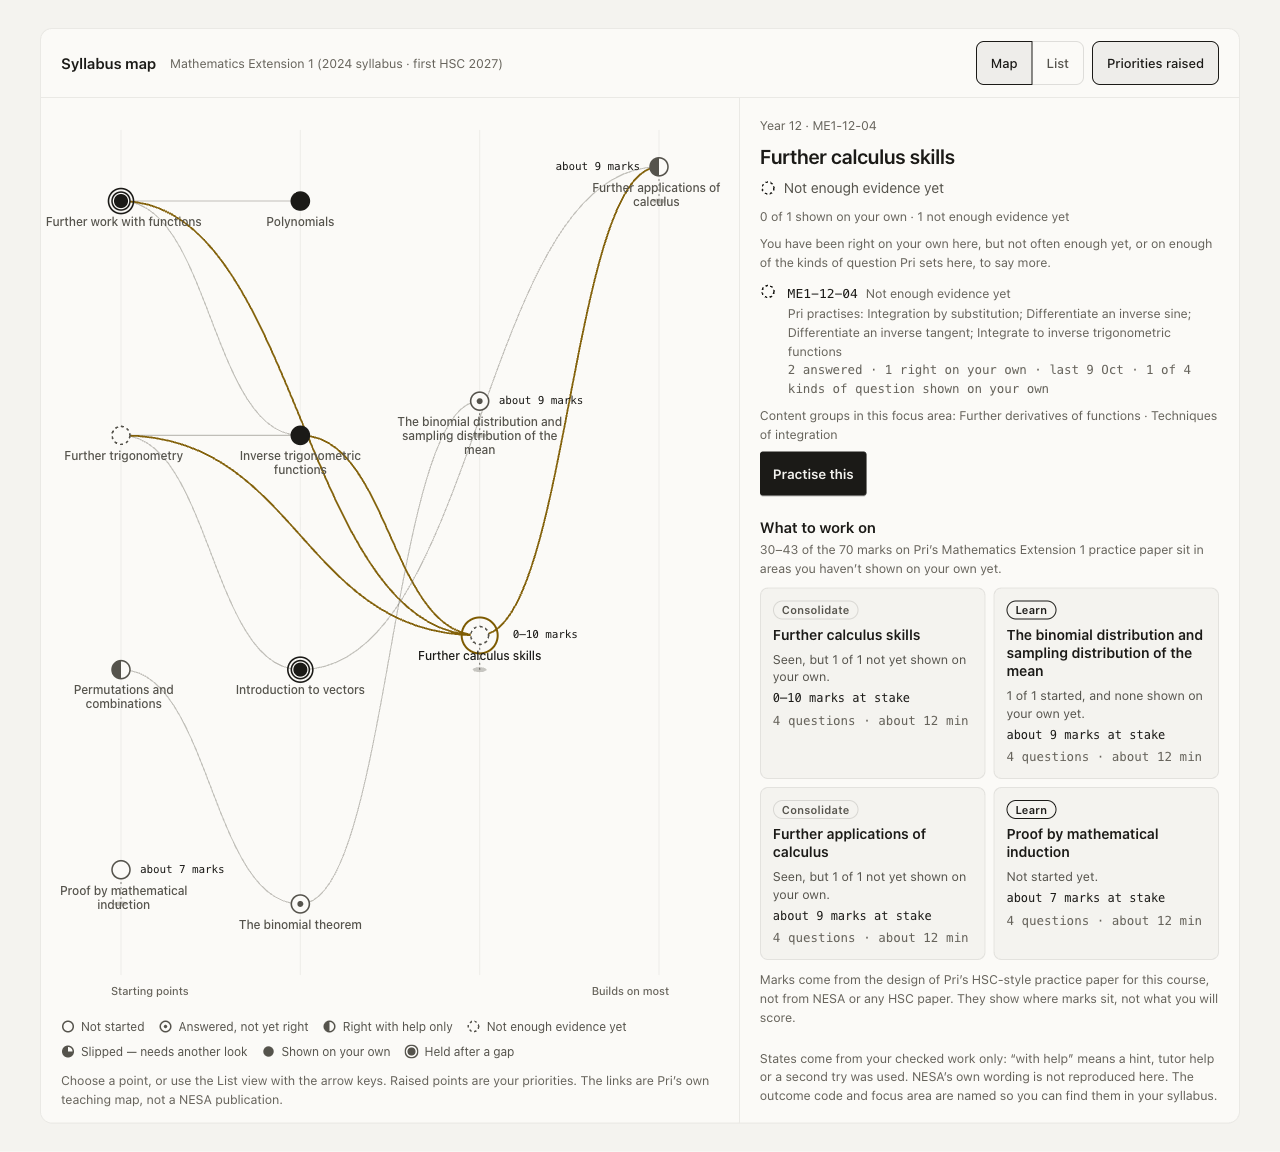 Syllabus map
Mathematics Extension 1 (2024 syllabus · first HSC 2027)
Map
List
Priorities raised
about 9 marks
Further applications of
calculus
Further work with functions
Polynomials
about 9 marks
The binomial distribution and
sampling distribution of the
mean
Further trigonometry
Inverse trigonometric
functions
0–10 marks
Further calculus skills
Permutations and
combinations
Introduction to vectors
about 7 marks
Proof by mathematical
induction
The binomial theorem
Starting points
Builds on most
Not started
Answered, not yet right
Right with help only
Not enough evidence yet
Slipped — needs another look
Shown on your own
Held after a gap
Choose a point, or use the List view with the arrow keys. Raised points are your priorities. The links are Pri’s own
teaching map, not a NESA publication.
Year 12 · ME1-12-04
Further calculus skills
Not enough evidence yet
0 of 1 shown on your own · 1 not enough evidence yet
You have been right on your own here, but not often enough yet, or on enough
of the kinds of question Pri sets here, to say more.
ME1-12-04 Not enough evidence yet
Pri practises: Integration by substitution; Differentiate an inverse sine;
Differentiate an inverse tangent; Integrate to inverse trigonometric
functions
2 answered · 1 right on your own · last 9 Oct · 1 of 4
kinds of question shown on your own
Content groups in this focus area: Further derivatives of functions · Techniques
of integration
Practise this
What to work on
30–43 of the 70 marks on Pri’s Mathematics Extension 1 practice paper sit in
areas you haven’t shown on your own yet.
Consolidate
Further calculus skills
Seen, but 1 of 1 not yet shown on
your own.
0–10 marks at stake
4 questions · about 12 min
Learn
The binomial distribution and
sampling distribution of the
mean
1 of 1 started, and none shown on
your own yet.
about 9 marks at stake
4 questions · about 12 min
Consolidate
Further applications of
calculus
Seen, but 1 of 1 not yet shown on
your own.
about 9 marks at stake
4 questions · about 12 min
Learn
Proof by mathematical
induction
Not started yet.
about 7 marks at stake
4 questions · about 12 min
Marks come from the design of Pri’s HSC-style practice paper for this course,
not from NESA or any HSC paper. They show where marks sit, not what you will
score.
States come from your checked work only: “with help” means a hint, tutor help
or a second try was used. NESA’s own wording is not reproduced here. The
outcome code and focus area are named so you can find them in your syllabus.